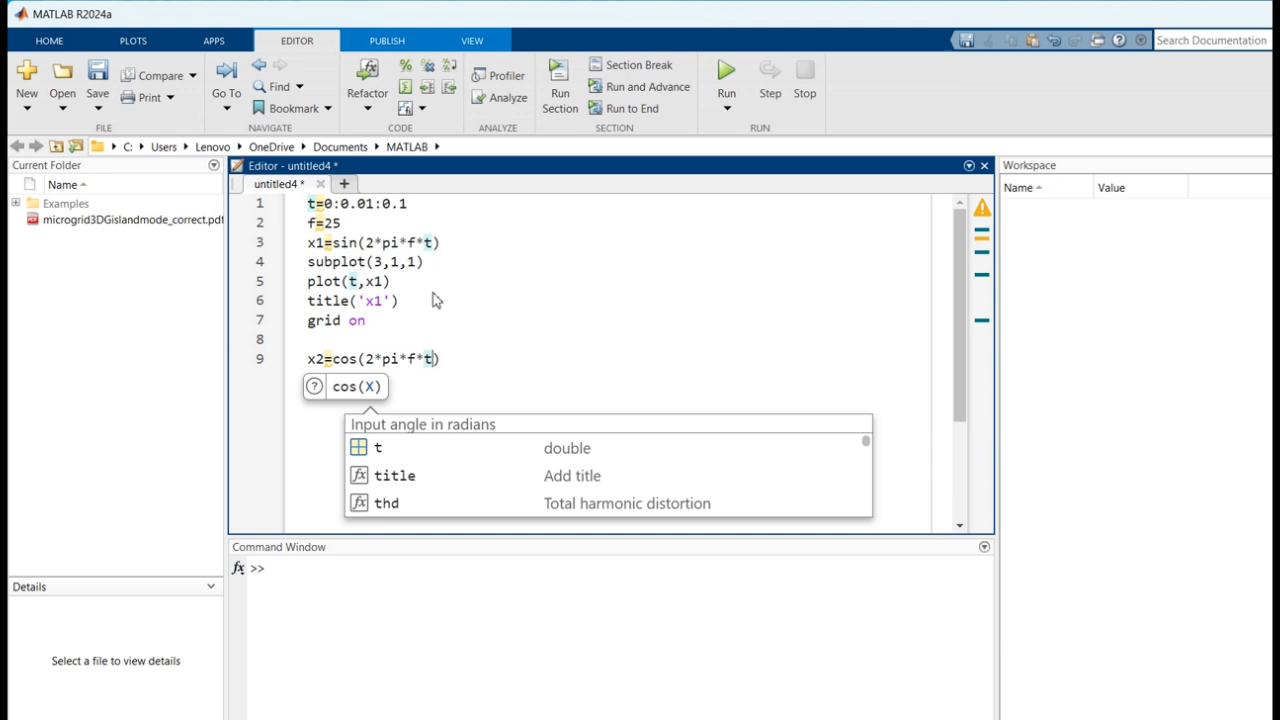 MATLAB R2024a
HOME PLOTS APPS EDITOR PUBLISH VIEW
Search Documentation
New Open Save Compare Print
Go To Find Bookmark
Refactor
Profiler
Analyze
Run Section
Section Break
Run and Advance
Run to End
Run Step Stop
FILE NAVIGATE CODE ANALYZE SECTION RUN
C: Users Lenovo OneDrive Documents MATLAB
Current Folder
Name
Examples
microgrid3DGislandmode_correct.pdf
Details
Select a file to view details
Editor - untitled4 *
untitled4 *
1 t=0:0.01:0.1
2 f=25
3 x1=sin(2*pi*f*t)
4 subplot(3,1,1)
5 plot(t,x1)
6 title('x1')
7 grid on
8
9 x2=cos(2*pi*f*t)
cos(X)
Input angle in radians
t double
title Add title
thd Total harmonic distortion
Command Window
fx >>
Workspace
Name Value